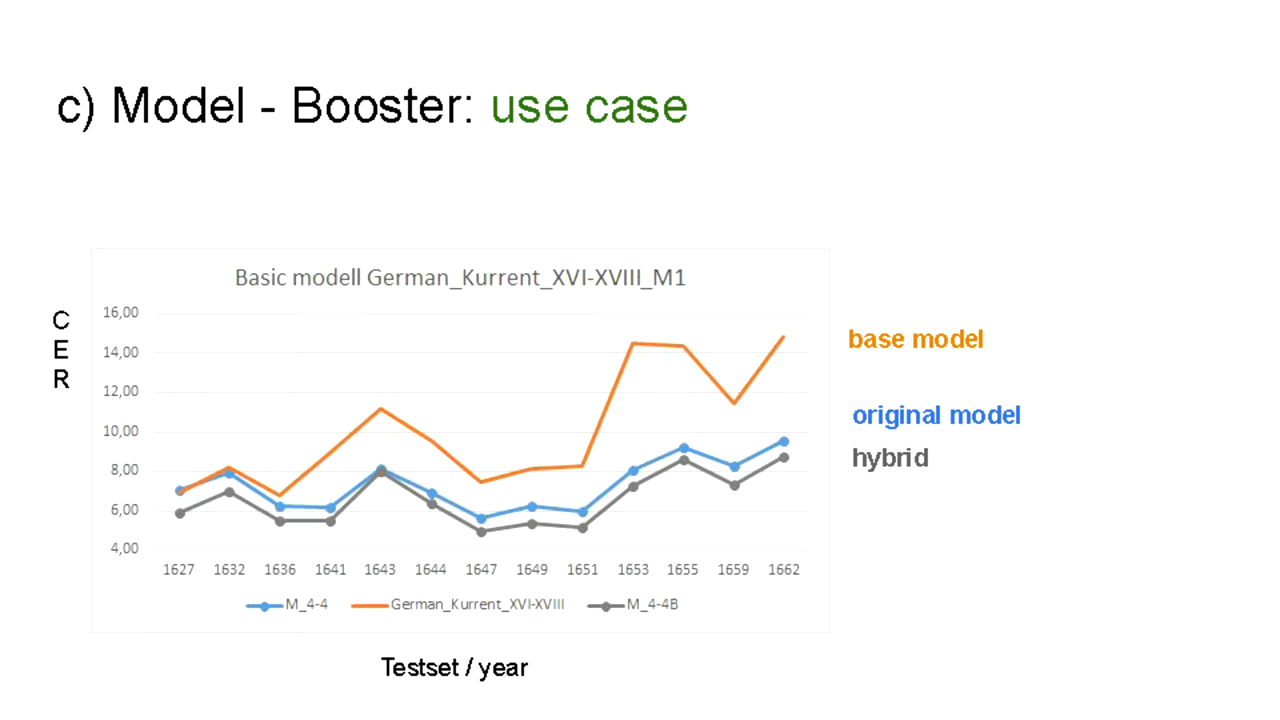 c) Model - Booster: use case
Basic modell German_Kurrent_XVI-XVIII_M1
C
E
R
16,00
14,00
12,00
10,00
8,00
6,00
4,00
1627 1632 1636 1641 1643 1644 1647 1649 1651 1653 1655 1659 1662
M_4-4 German_Kurrent_XVI-XVIII M_4-4B
Testset / year
base model
original model
hybrid